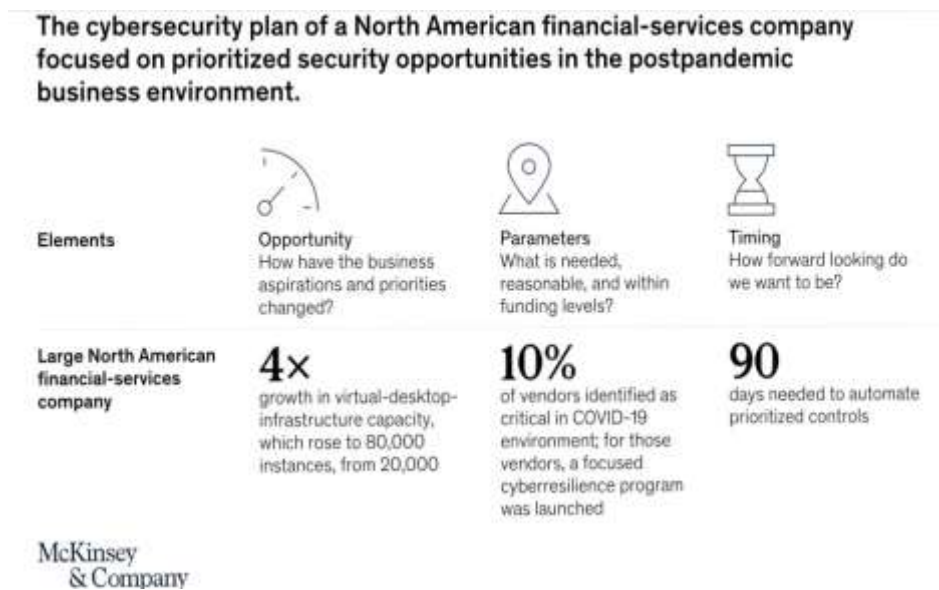 The cybersecurity plan of a North American financial-services company
focused on prioritized security opportunities in the postpandemic
business environment.
Elements
Opportunity
How have the business
aspirations and priorities
changed?
Parameters
What is needed,
reasonable, and within
funding levels?
Timing
How forward looking do
we want to be?
Large North American
financial-services
company
4×
growth in virtual-desktop-
infrastructure capacity,
which rose to 80,000
instances, from 20,000
10%
of vendors identified as
critical in COVID-19
environment; for those
vendors, a focused
cyberresilience program
was launched
90
days needed to automate
prioritized controls
McKinsey
& Company